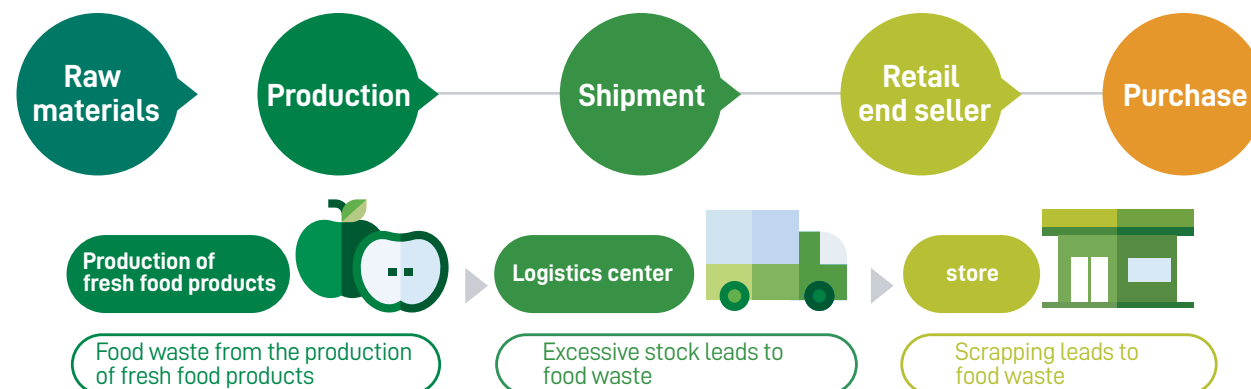 Raw
materials
Production
Shipment
Retail
end seller
Purchase
Production of
fresh food products
Logistics center
store
Food waste from the production
of fresh food products
Excessive stock leads to
food waste
Scrapping leads to
food waste